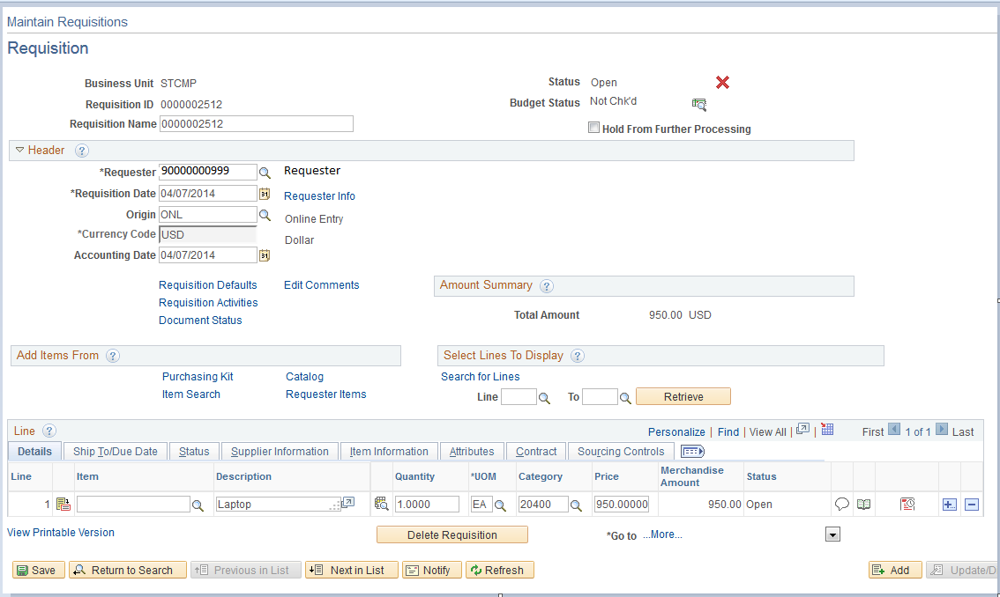 Maintain Requisitions
Requisition
Business Unit STCMP Status Open
Requisition ID 0000002512 Budget Status Not Chk'd
Requisition Name 0000002512 Hold From Further Processing
Header ?
*Requester 90000000999 Requester
*Requisition Date 04/07/2014 31 Requester Info
Origin ONL Online Entry
*Currency Code USD Dollar
Accounting Date 04/07/2014 31
Requisition Defaults Edit Comments Amount Summary ?
Requisition Activities
Document Status Total Amount 950.00 USD
Add Items From ? Select Lines To Display ?
Purchasing Kit Catalog Search for Lines
Item Search Requester Items Line To Retrieve
Line ? Personalize | Find | View All | | First 1 of 1 Last
Details Ship To/Due Date Status Supplier Information Item Information Attributes Contract Sourcing Controls
Line Item Description Quantity *UOM Category Price Merchandise Amount Status
1 Laptop 1.0000 EA 20400 950.00000 950.00 Open
View Printable Version Delete Requisition *Go to ...More...
Save Return to Search Previous in List Next in List Notify Refresh Add Update/D